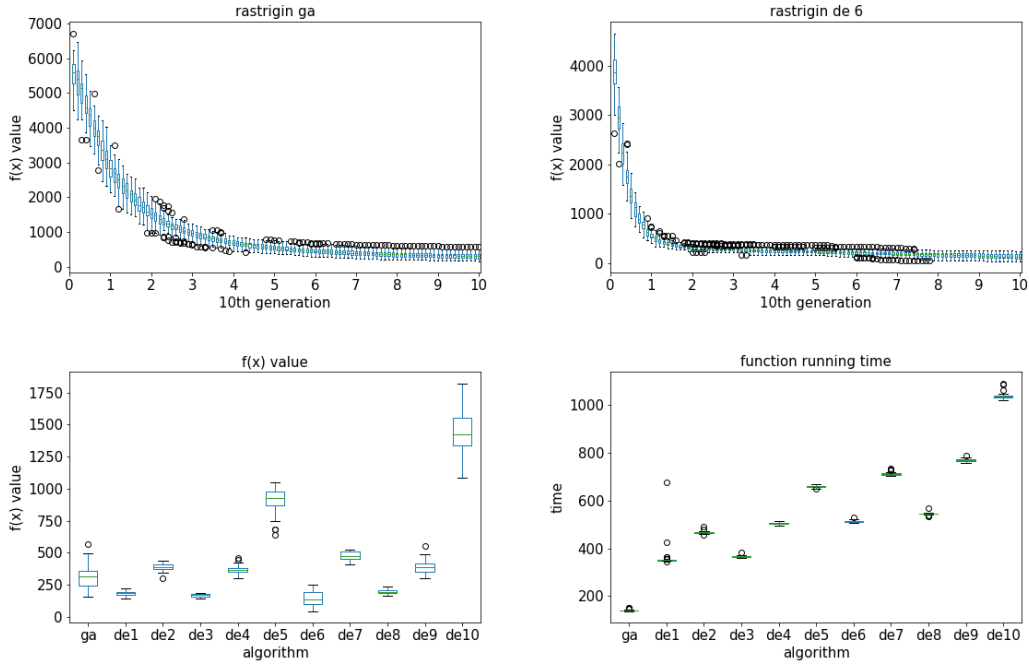 rastrigin ga
7000
6000
5000
4000
3000
2000
1000
0
f(x) value
0 1 2 3 4 5 6 7 8 9 10
10th generation
rastrigin de 6
4000
3000
2000
1000
0
f(x) value
0 1 2 3 4 5 6 7 8 9 10
10th generation
f(x) value
1750
1500
1250
1000
750
500
250
0
f(x) value
ga de1 de2 de3 de4 de5 de6 de7 de8 de9 de10
algorithm
function running time
1000
800
600
400
200
time
ga de1 de2 de3 de4 de5 de6 de7 de8 de9 de10
algorithm